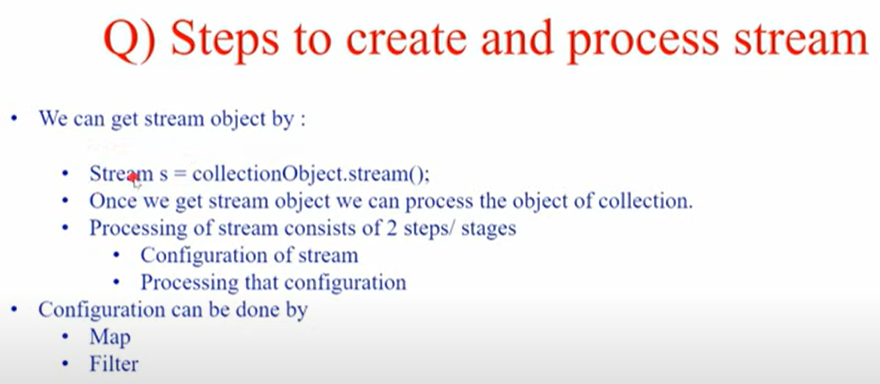 Q) Steps to create and process stream
• We can get stream object by :
• Stream s = collectionObject.stream();
• Once we get stream object we can process the object of collection.
• Processing of stream consists of 2 steps/ stages
• Configuration of stream
• Processing that configuration
• Configuration can be done by
• Map
• Filter